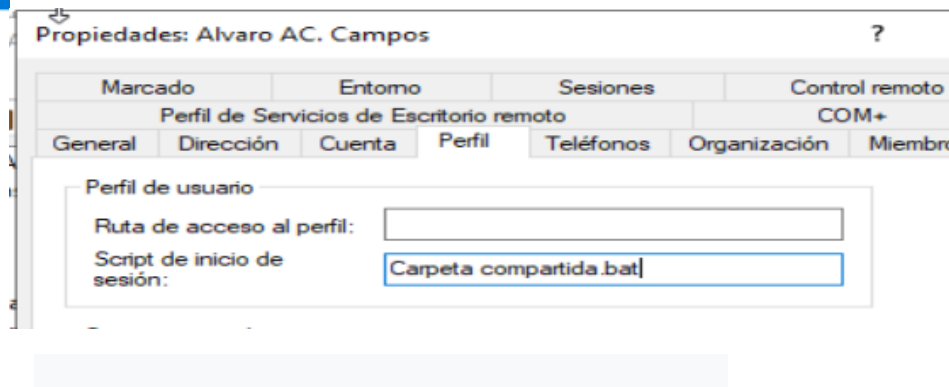 Propiedades: Alvaro AC. Campos ?
Marcado Entorno Sesiones Control remoto
Perfil de Servicios de Escritorio remoto COM+
General Dirección Cuenta Perfil Teléfonos Organización Miembro
Perfil de usuario
Ruta de acceso al perfil:
Script de inicio de
sesión:
Carpeta compartida.bat